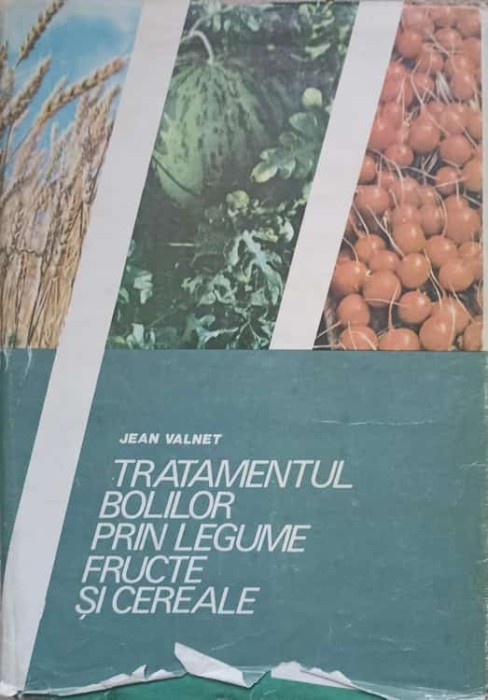 JEAN VALNET
TRATAMENTUL
BOLILOR
PRIN LEGUME
FRUCTE
ȘI CEREALE